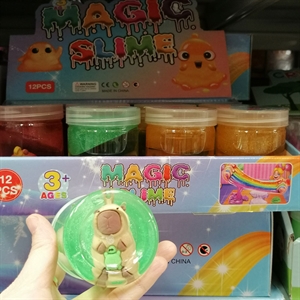 MAGIC
SLIME
12PCS
MAGIC
SLIME
12
PCS
3+
AGES
CHINA